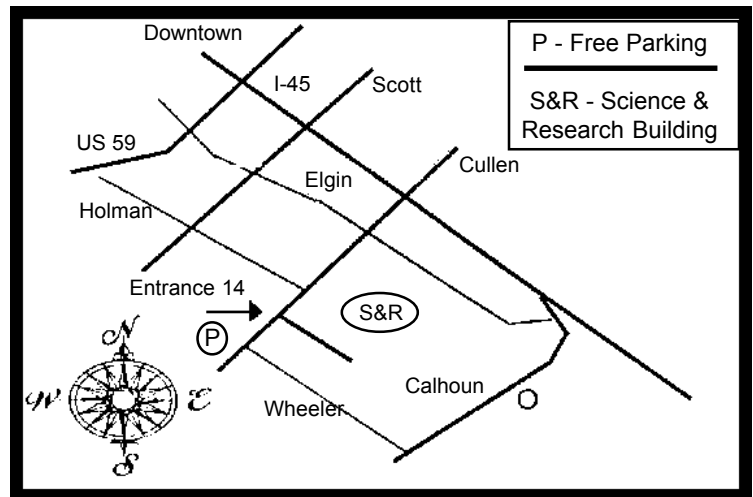 Downtown
P - Free Parking
I-45
Scott
S&R - Science &
Research Building
US 59
Cullen
Elgin
Holman
Entrance 14
S&R
P
N
W
E
S
Calhoun
Wheeler